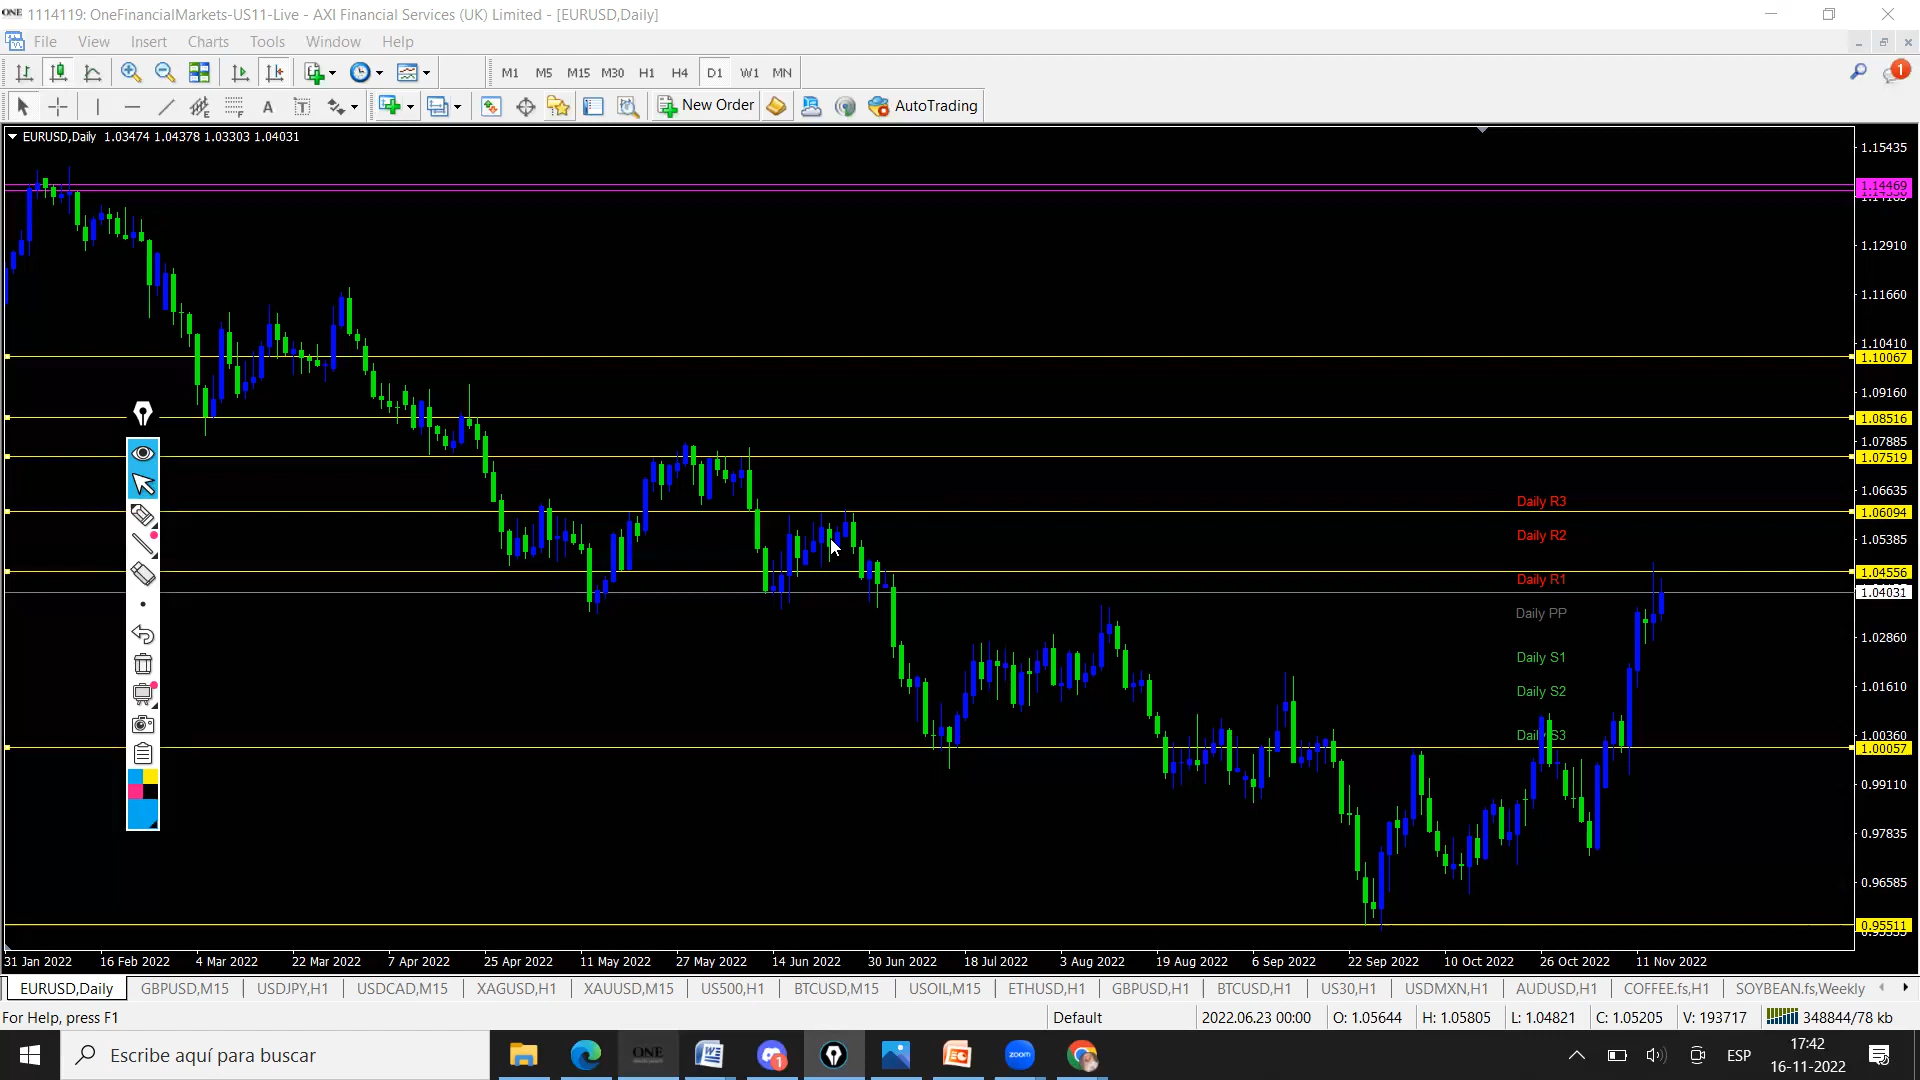 ONE 1114119: OneFinancialMarkets-US11-Live - AXI Financial Services (UK) Limited - [EURUSD,Daily]
File View Insert Charts Tools Window Help
M1 M5 M15 M30 H1 H4 D1 W1 MN 1
A T New Order AutoTrading
EURUSD,Daily 1.03474 1.04378 1.03303 1.04031
1.15435
1.14469
1.12910
1.11660
1.10410
1.10067
1.09160
1.08516
1.07885
1.07519
1.06635
Daily R3
1.06094
Daily R2
1.05385
1.04556
Daily R1
1.04031
Daily PP
1.02860
Daily S1
1.01610
Daily S2
Daily S3
1.00360
1.00057
0.99110
0.97835
0.96585
0.95511
31 Jan 2022 16 Feb 2022 4 Mar 2022 22 Mar 2022 7 Apr 2022 25 Apr 2022 11 May 2022 27 May 2022 14 Jun 2022 30 Jun 2022 18 Jul 2022 3 Aug 2022 19 Aug 2022 6 Sep 2022 22 Sep 2022 10 Oct 2022 26 Oct 2022 11 Nov 2022
EURUSD,Daily GBPUSD,M15 USDJPY,H1 USDCAD,M15 XAGUSD,H1 XAUUSD,M15 US500,H1 BTCUSD,M15 USOIL,M15 ETHUSD,H1 GBPUSD,H1 BTCUSD,H1 US30,H1 USDMXN,H1 AUDUSD,H1 COFFEE.fs,H1 SOYBEAN.fs,Weekly
For Help, press F1 Default 2022.06.23 00:00 O: 1.05644 H: 1.05805 L: 1.04821 C: 1.05205 V: 193717 348844/78 kb
Escribe aquí para buscar ONE zoom ESP 17:42
16-11-2022